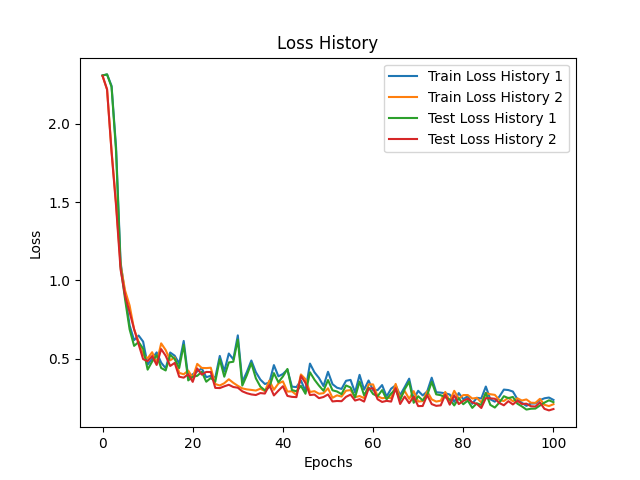 Loss History
Train Loss History 1
Train Loss History 2
Test Loss History 1
Test Loss History 2
Loss
2.0
1.5
1.0
0.5
0
20
40
60
80
100
Epochs